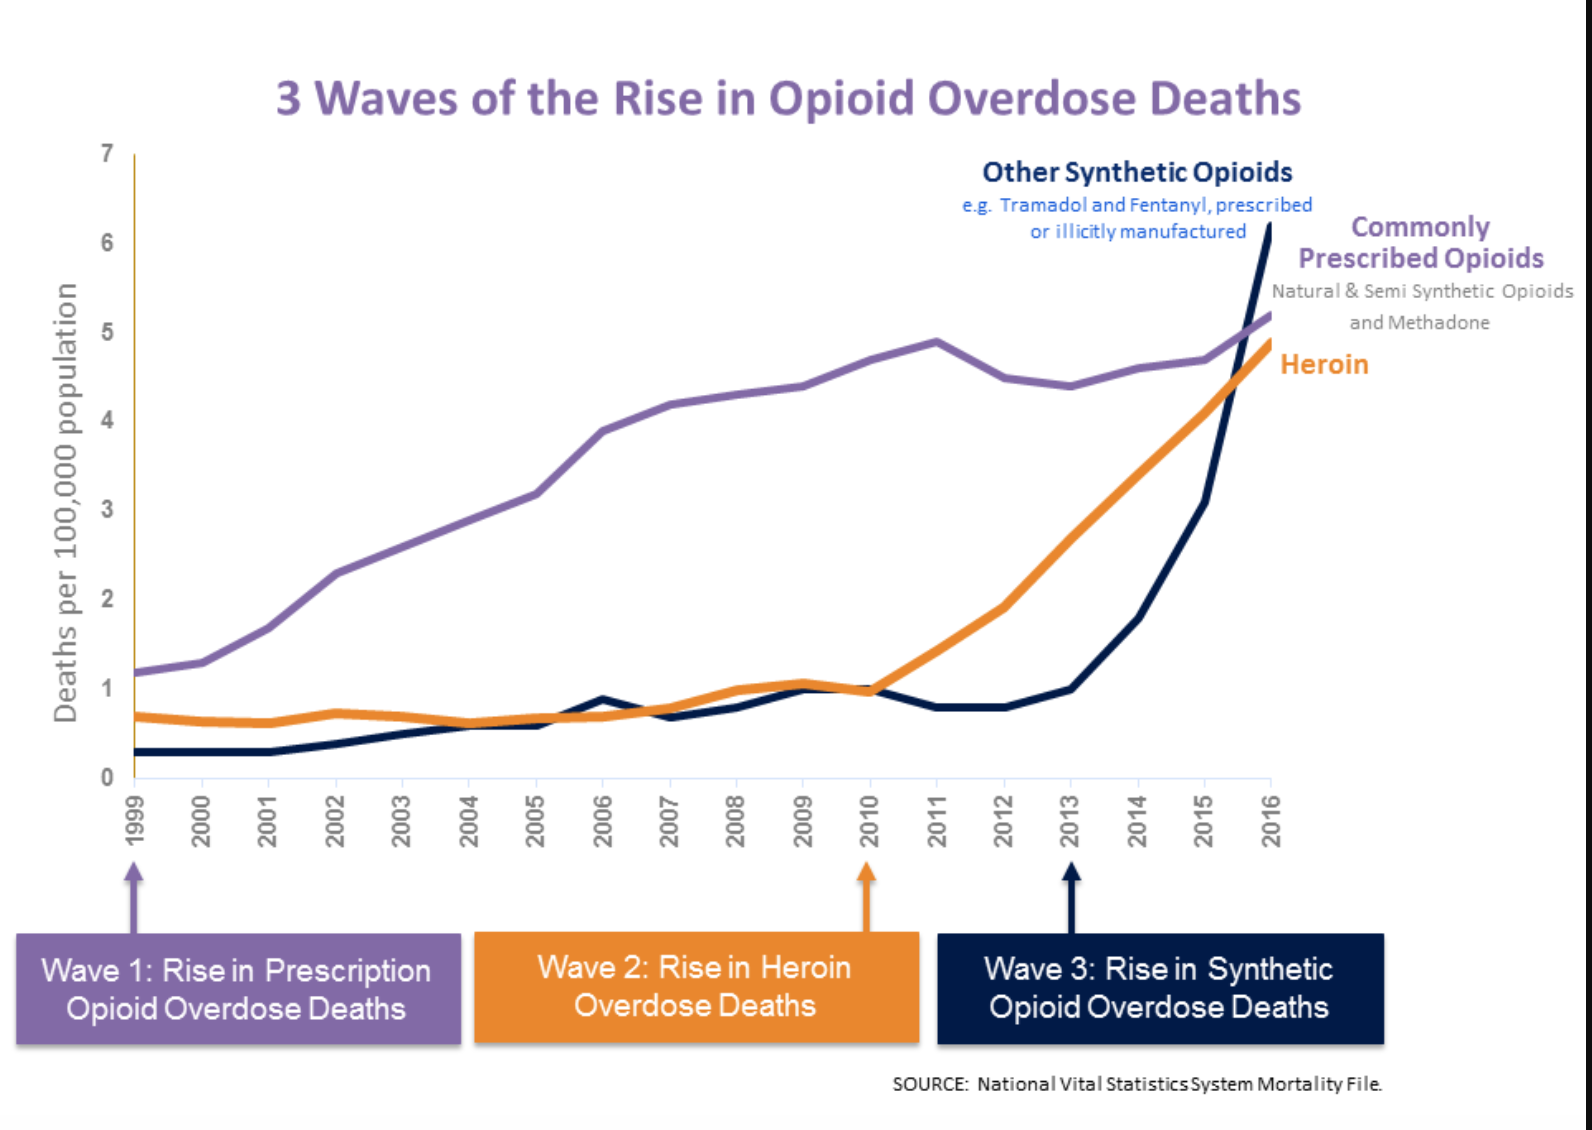 3 Waves of the Rise in Opioid Overdose Deaths
7
6
5
4
3
2
1
0
Deaths per 100,000 population
Other Synthetic Opioids
e.g. Tramadol and Fentanyl, prescribed
or illicitly manufactured
Commonly
Prescribed Opioids
Natural & Semi Synthetic Opioids
and Methadone
Heroin
1999
2000
2001
2002
2003
2004
2005
2006
2007
2008
2009
2010
2011
2012
2013
2014
2015
2016
Wave 1: Rise in Prescription
Opioid Overdose Deaths
Wave 2: Rise in Heroin
Overdose Deaths
Wave 3: Rise in Synthetic
Opioid Overdose Deaths
SOURCE: National Vital Statistics System Mortality File.